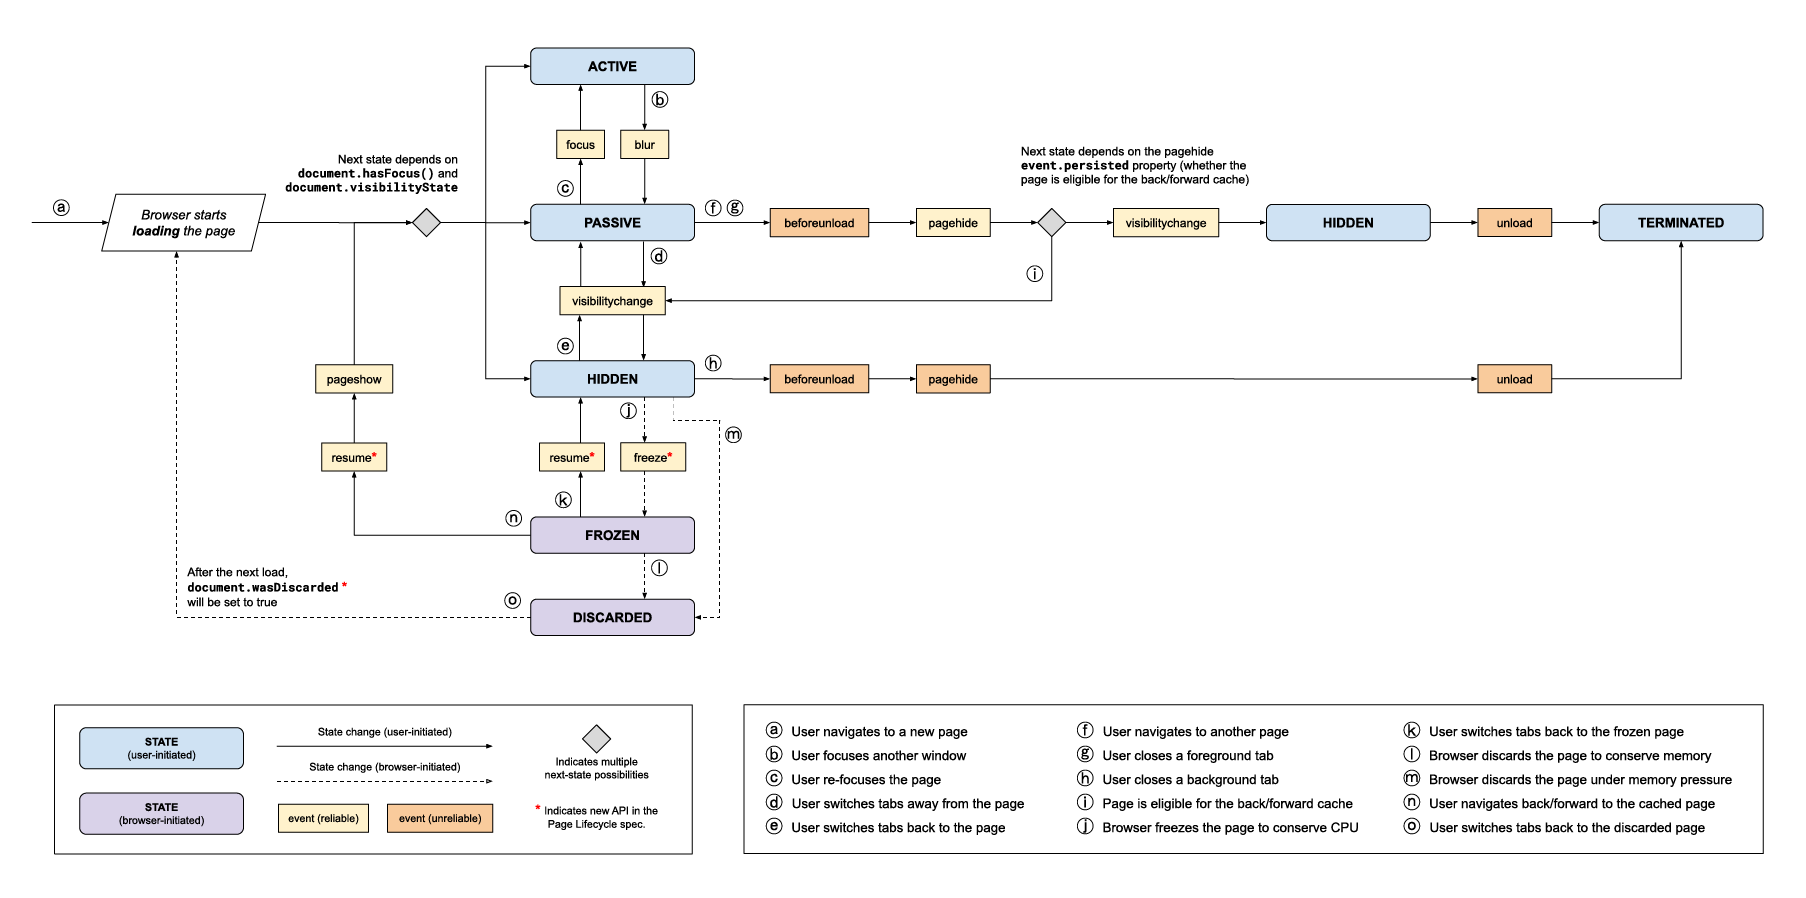 ACTIVE
ⓑ
focus
blur
Next state depends on
document.hasFocus() and
document.visibilityState
Next state depends on the pagehide
event.persisted property (whether the
page is eligible for the back/forward cache)
ⓒ
ⓐ
Browser starts
loading the page
PASSIVE
ⓕ ⓖ
beforeunload
pagehide
visibilitychange
HIDDEN
unload
TERMINATED
ⓓ
ⓘ
visibilitychange
ⓔ
ⓗ
pageshow
HIDDEN
beforeunload
pagehide
unload
ⓙ
ⓜ
resume*
resume*
freeze*
ⓚ
ⓝ
FROZEN
ⓛ
After the next load,
document.wasDiscarded *
will be set to true
ⓞ
DISCARDED
STATE
(user-initiated)
STATE
(browser-initiated)
State change (user-initiated)
State change (browser-initiated)
event (reliable)
event (unreliable)
Indicates multiple
next-state possibilities
* Indicates new API in the
Page Lifecycle spec.
ⓐ User navigates to a new page
ⓑ User focuses another window
ⓒ User re-focuses the page
ⓓ User switches tabs away from the page
ⓔ User switches tabs back to the page
ⓕ User navigates to another page
ⓖ User closes a foreground tab
ⓗ User closes a background tab
ⓘ Page is eligible for the back/forward cache
ⓙ Browser freezes the page to conserve CPU
ⓚ User switches tabs back to the frozen page
ⓛ Browser discards the page to conserve memory
ⓜ Browser discards the page under memory pressure
ⓝ User navigates back/forward to the cached page
ⓞ User switches tabs back to the discarded page